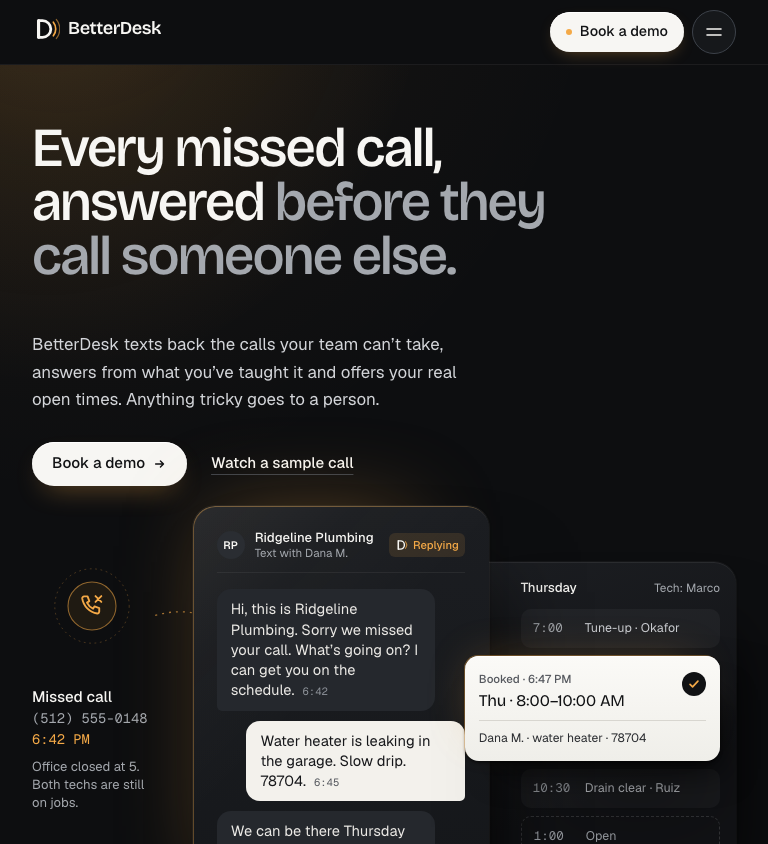 BetterDesk
Book a demo
Every missed call,
answered before they
call someone else.
BetterDesk texts back the calls your team can’t take,
answers from what you’ve taught it and offers your real
open times. Anything tricky goes to a person.
Book a demo →
Watch a sample call
Missed call
(512) 555-0148
6:42 PM
Office closed at 5.
Both techs are still
on jobs.
RP
Ridgeline Plumbing
Text with Dana M.
Replying
Hi, this is Ridgeline
Plumbing. Sorry we missed
your call. What’s going on? I
can get you on the
schedule. 6:42
Water heater is leaking in
the garage. Slow drip.
78704. 6:45
We can be there Thursday
Thursday
Tech: Marco
7:00 Tune-up · Okafor
Booked · 6:47 PM
Thu · 8:00–10:00 AM
Dana M. · water heater · 78704
10:30 Drain clear · Ruiz
1:00 Open